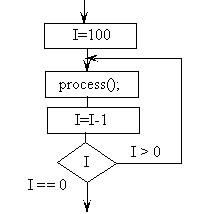 I=100
process();
I=I-1
I
I > 0
I == 0